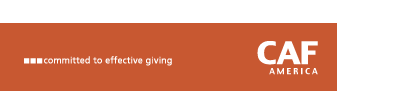 committed to effective giving
CAF
AMERICA